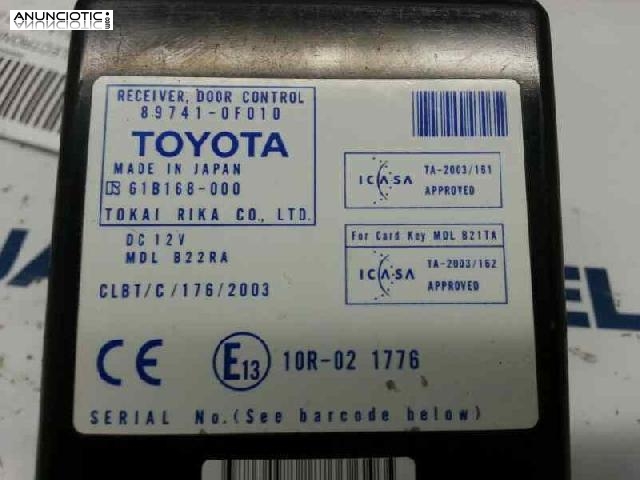 ANUNCIOTIC
RECEIVER, DOOR CONTROL
89741-0F010
TOYOTA
MADE IN JAPAN
61B168-000
TOKAI RIKA CO., LTD.
DC 12V
MDL B22RA
CLBT/C/176/2003
ICASA
TA-2003/161
APPROVED
For Card Key MDL B21TA
ICASA
TA-2003/162
APPROVED
CE
E13
10R-02 1776
SERIAL No.(See barcode below)
EL